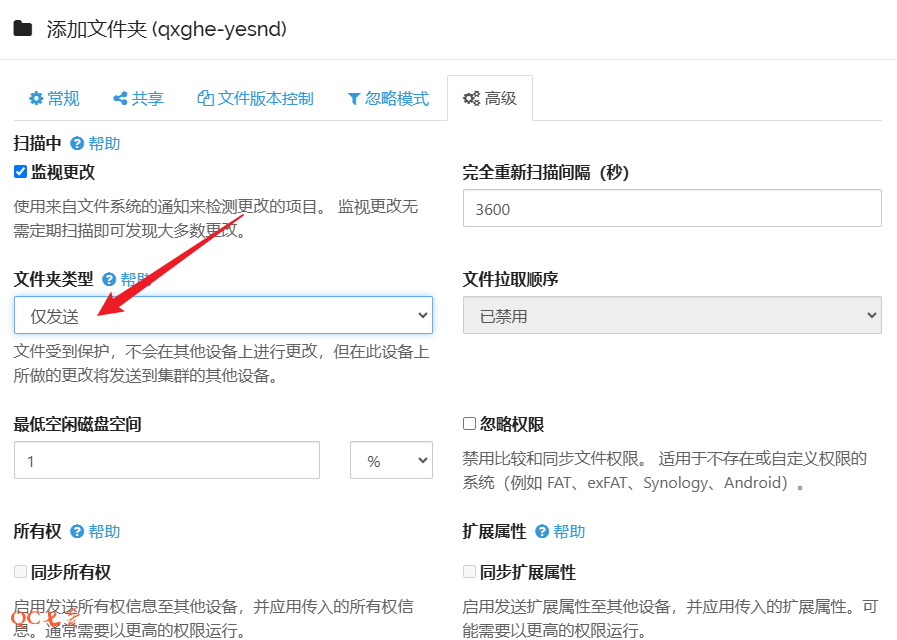 添加文件夹 (qxghe-yesnd)
常规 共享 文件版本控制 忽略模式 高级
扫描中 帮助
监视更改
使用来自文件系统的通知来检测更改的项目。 监视更改无
需定期扫描即可发现大多数更改。
完全重新扫描间隔（秒）
3600
文件夹类型 帮助
仅发送
文件受到保护，不会在其他设备上进行更改，但在此设备上
所做的更改将发送到集群的其他设备。
文件拉取顺序
已禁用
最低空闲磁盘空间
1 %
忽略权限
禁用比较和同步文件权限。 适用于不存在或自定义权限的
系统（例如 FAT、exFAT、Synology、Android）。
所有权 帮助
同步所有权
启用发送所有权信息至其他设备，并应用传入的所有权信
息。通常需要以更高的权限运行。
扩展属性 帮助
同步扩展属性
启用发送扩展属性至其他设备，并应用传入的扩展属性。可
能需要以更高的权限运行。